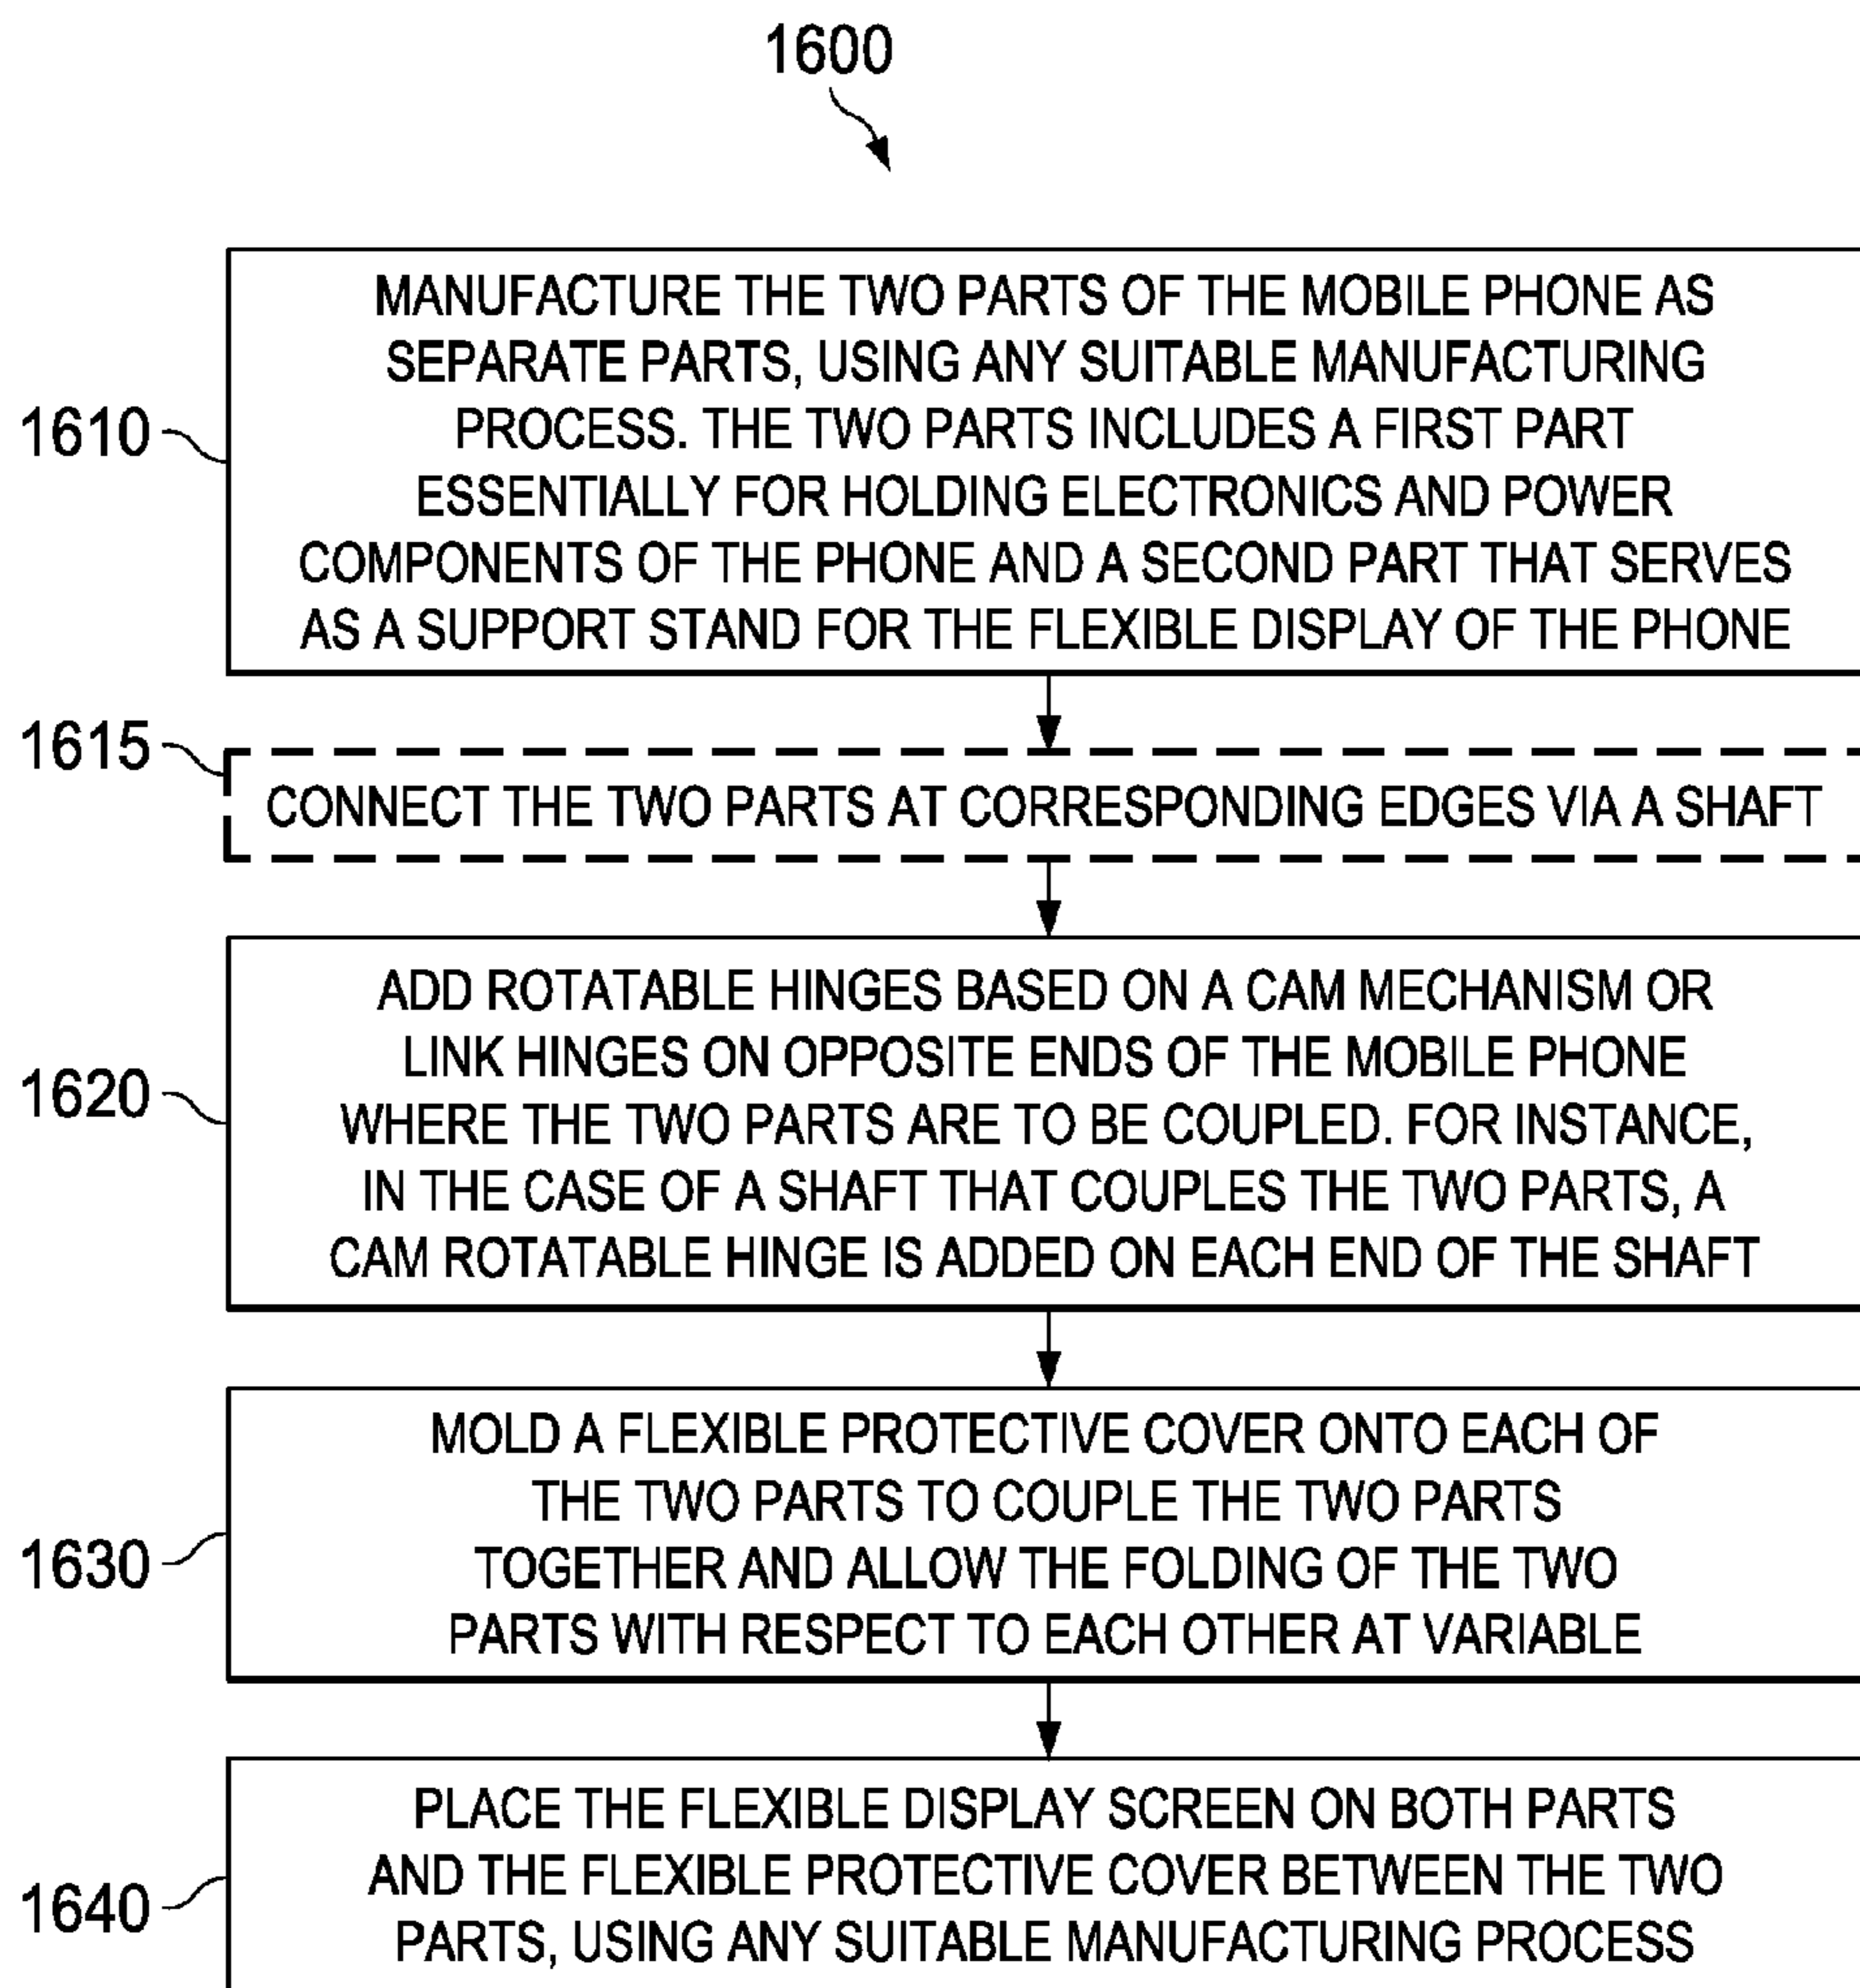 1600
1610
MANUFACTURE THE TWO PARTS OF THE MOBILE PHONE AS
SEPARATE PARTS, USING ANY SUITABLE MANUFACTURING
PROCESS. THE TWO PARTS INCLUDES A FIRST PART
ESSENTIALLY FOR HOLDING ELECTRONICS AND POWER
COMPONENTS OF THE PHONE AND A SECOND PART THAT SERVES
AS A SUPPORT STAND FOR THE FLEXIBLE DISPLAY OF THE PHONE
1615
CONNECT THE TWO PARTS AT CORRESPONDING EDGES VIA A SHAFT
1620
ADD ROTATABLE HINGES BASED ON A CAM MECHANISM OR
LINK HINGES ON OPPOSITE ENDS OF THE MOBILE PHONE
WHERE THE TWO PARTS ARE TO BE COUPLED. FOR INSTANCE,
IN THE CASE OF A SHAFT THAT COUPLES THE TWO PARTS, A
CAM ROTATABLE HINGE IS ADDED ON EACH END OF THE SHAFT
1630
MOLD A FLEXIBLE PROTECTIVE COVER ONTO EACH OF
THE TWO PARTS TO COUPLE THE TWO PARTS
TOGETHER AND ALLOW THE FOLDING OF THE TWO
PARTS WITH RESPECT TO EACH OTHER AT VARIABLE
1640
PLACE THE FLEXIBLE DISPLAY SCREEN ON BOTH PARTS
AND THE FLEXIBLE PROTECTIVE COVER BETWEEN THE TWO
PARTS, USING ANY SUITABLE MANUFACTURING PROCESS